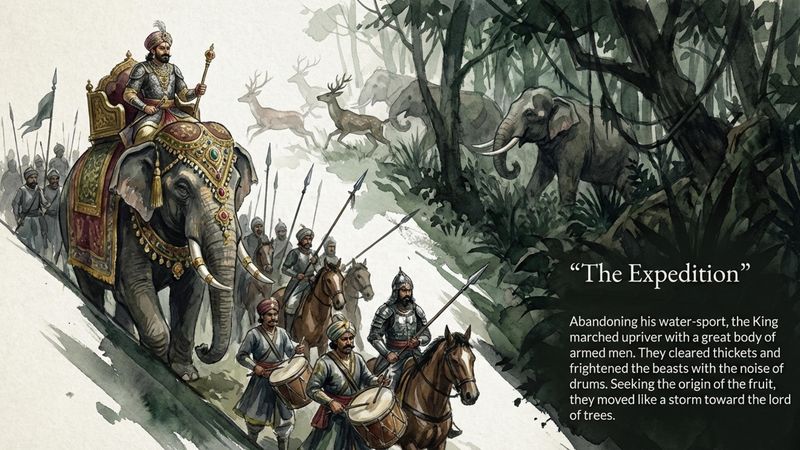 “The Expedition”
Abandoning his water-sport, the King
marched upriver with a great body of
armed men. They cleared thickets and
frightened the beasts with the noise of
drums. Seeking the origin of the fruit,
they moved like a storm toward the lord
of trees.